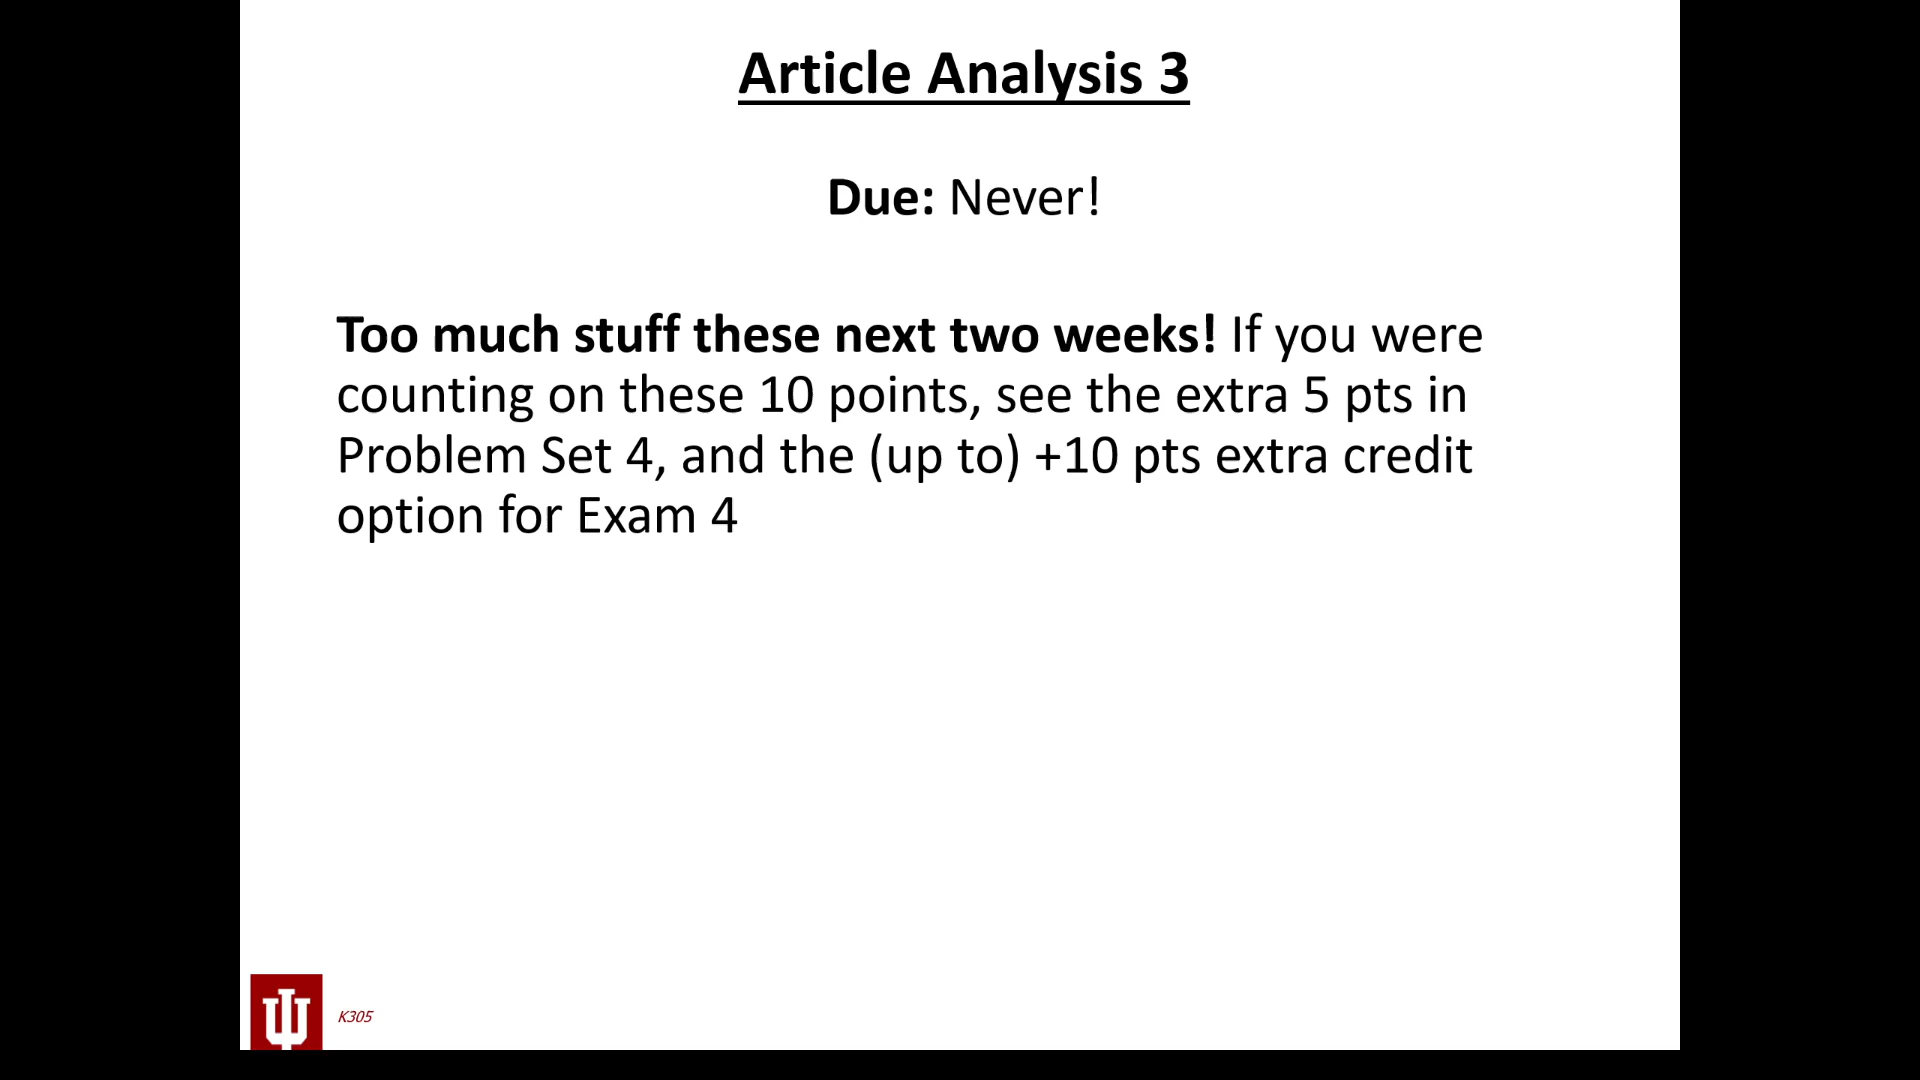 Article Analysis 3
Due: Never!
Too much stuff these next two weeks! If you were
counting on these 10 points, see the extra 5 pts in
Problem Set 4, and the (up to) +10 pts extra credit
option for Exam 4
K305